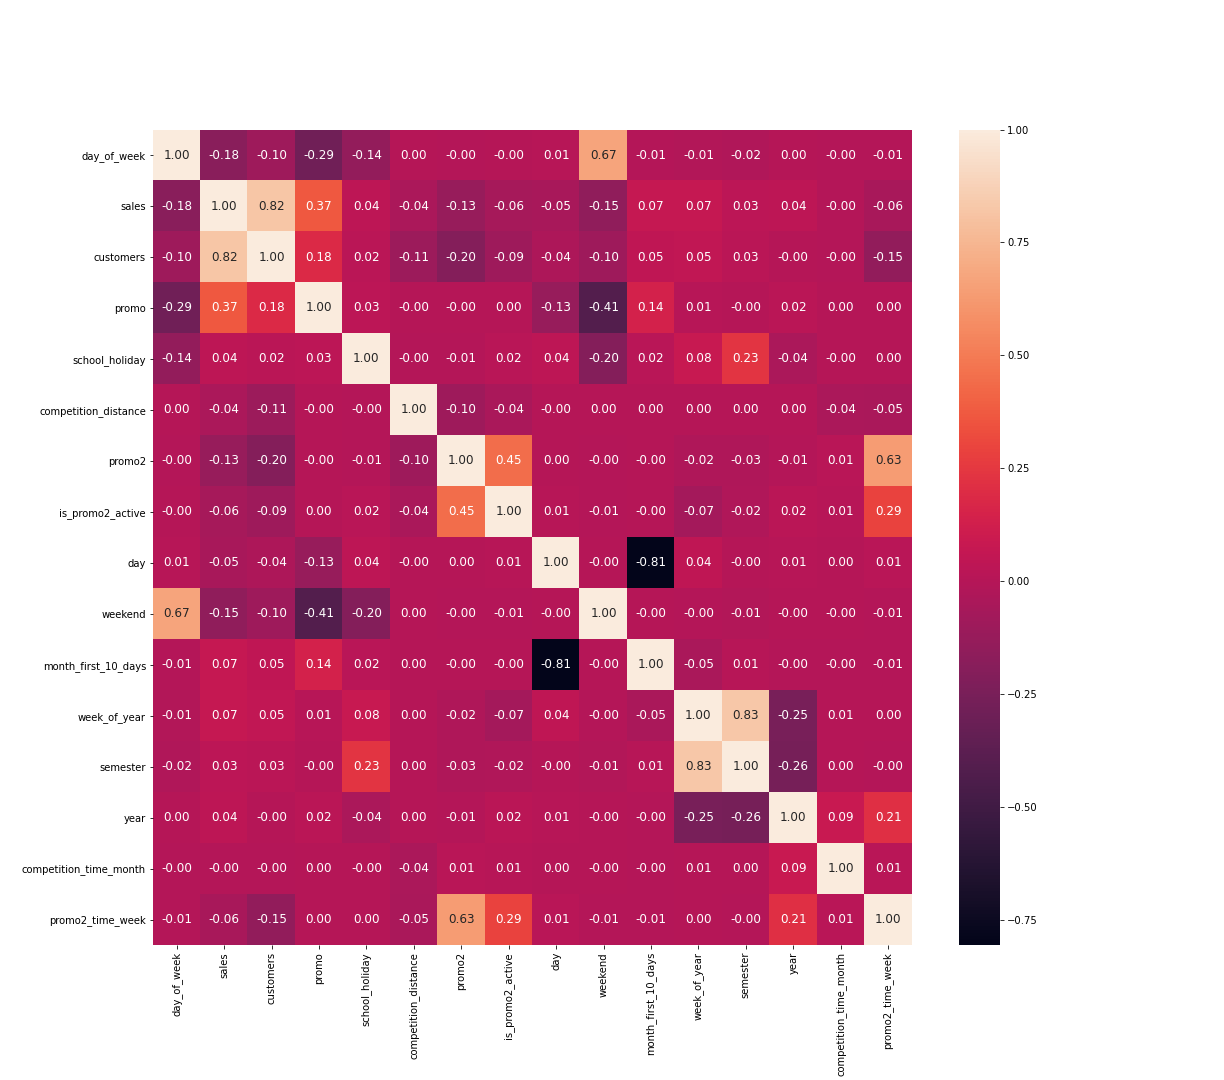 day_of_week 1.00 -0.18 -0.10 -0.29 -0.14 0.00 -0.00 -0.00 0.01 0.67 -0.01 -0.01 -0.02 0.00 -0.00 -0.01
sales -0.18 1.00 0.82 0.37 0.04 -0.04 -0.13 -0.06 -0.05 -0.15 0.07 0.07 0.03 0.04 -0.00 -0.06
customers -0.10 0.82 1.00 0.18 0.02 -0.11 -0.20 -0.09 -0.04 -0.10 0.05 0.05 0.03 -0.00 -0.00 -0.15
promo -0.29 0.37 0.18 1.00 0.03 -0.00 -0.00 0.00 -0.13 -0.41 0.14 0.01 -0.00 0.02 0.00 0.00
school_holiday -0.14 0.04 0.02 0.03 1.00 -0.00 -0.01 0.02 0.04 -0.20 0.02 0.08 0.23 -0.04 -0.00 0.00
competition_distance 0.00 -0.04 -0.11 -0.00 -0.00 1.00 -0.10 -0.04 -0.00 0.00 0.00 0.00 0.00 0.00 -0.04 -0.05
promo2 -0.00 -0.13 -0.20 -0.00 -0.01 -0.10 1.00 0.45 0.00 -0.00 -0.00 -0.02 -0.03 -0.01 0.01 0.63
is_promo2_active -0.00 -0.06 -0.09 0.00 0.02 -0.04 0.45 1.00 0.01 -0.01 -0.00 -0.07 -0.02 0.02 0.01 0.29
day 0.01 -0.05 -0.04 -0.13 0.04 -0.00 0.00 0.01 1.00 -0.00 -0.81 0.04 -0.00 0.01 0.00 0.01
weekend 0.67 -0.15 -0.10 -0.41 -0.20 0.00 -0.00 -0.01 -0.00 1.00 -0.00 -0.00 -0.01 -0.00 -0.00 -0.01
month_first_10_days -0.01 0.07 0.05 0.14 0.02 0.00 -0.00 -0.00 -0.81 -0.00 1.00 -0.05 0.01 -0.00 -0.00 -0.01
week_of_year -0.01 0.07 0.05 0.01 0.08 0.00 -0.02 -0.07 0.04 -0.00 -0.05 1.00 0.83 -0.25 0.01 0.00
semester -0.02 0.03 0.03 -0.00 0.23 0.00 -0.03 -0.02 -0.00 -0.01 0.01 0.83 1.00 -0.26 0.00 -0.00
year 0.00 0.04 -0.00 0.02 -0.04 0.00 -0.01 0.02 0.01 -0.00 -0.00 -0.25 -0.26 1.00 0.09 0.21
competition_time_month -0.00 -0.00 -0.00 0.00 -0.00 -0.04 0.01 0.01 0.00 -0.00 -0.00 0.01 0.00 0.09 1.00 0.01
promo2_time_week -0.01 -0.06 -0.15 0.00 0.00 -0.05 0.63 0.29 0.01 -0.01 -0.01 0.00 -0.00 0.21 0.01 1.00
day_of_week
sales
customers
promo
school_holiday
competition_distance
promo2
is_promo2_active
day
weekend
month_first_10_days
week_of_year
semester
year
competition_time_month
promo2_time_week
1.00
0.75
0.50
0.25
0.00
−0.25
−0.50
−0.75